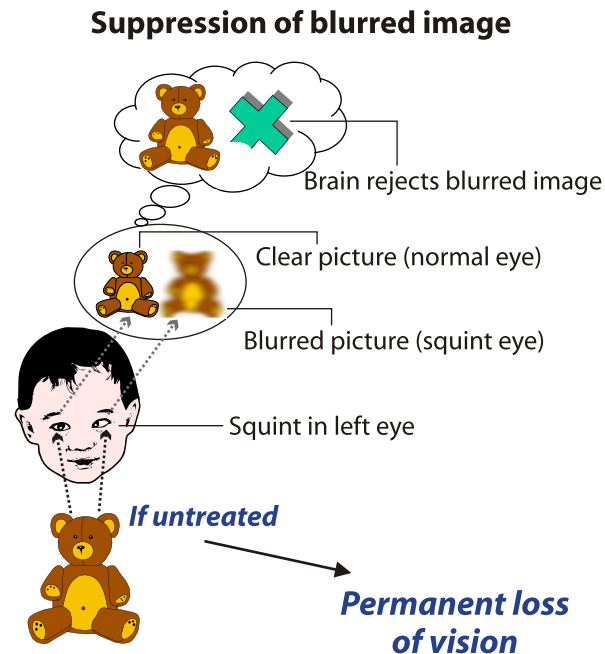 Suppression of blurred image
Brain rejects blurred image
Clear picture (normal eye)
Blurred picture (squint eye)
Squint in left eye
If untreated
Permanent loss
of vision